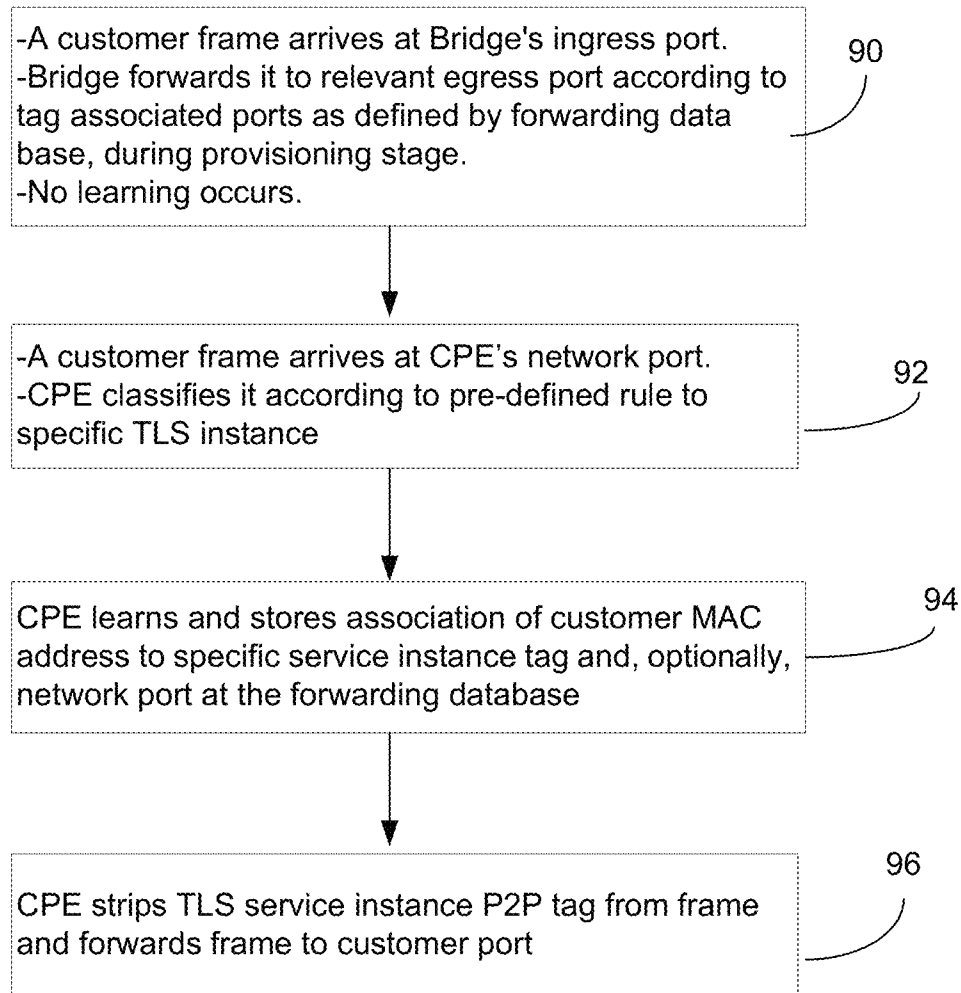 -A customer frame arrives at Bridge's ingress port.
-Bridge forwards it to relevant egress port according to
tag associated ports as defined by forwarding data
base, during provisioning stage.
-No learning occurs.
90
-A customer frame arrives at CPE’s network port.
-CPE classifies it according to pre-defined rule to
specific TLS instance
92
CPE learns and stores association of customer MAC
address to specific service instance tag and, optionally,
network port at the forwarding database
94
CPE strips TLS service instance P2P tag from frame
and forwards frame to customer port
96